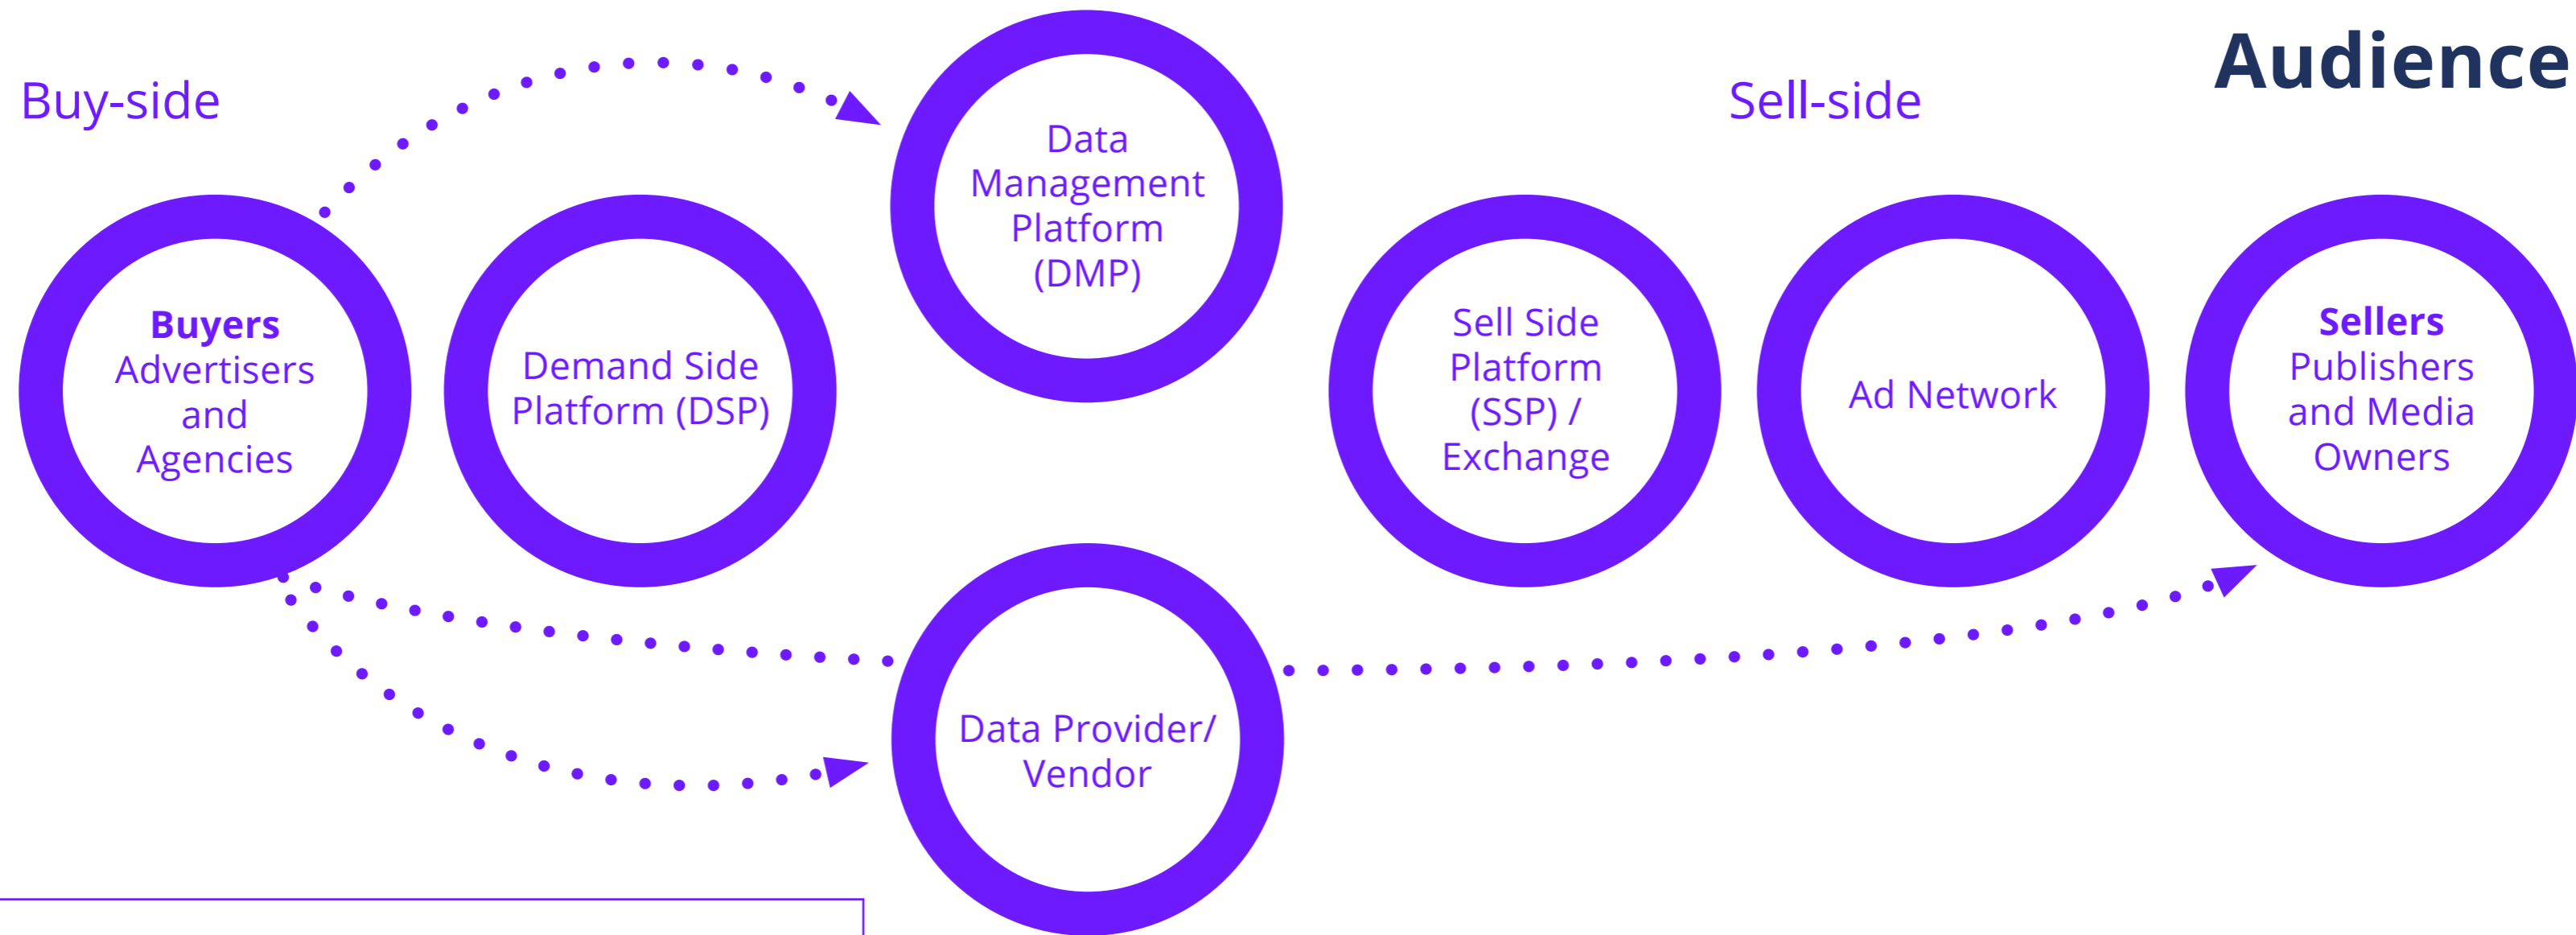 Audience
Buy-side
Sell-side
Buyers
Advertisers
and
Agencies
Demand Side
Platform (DSP)
Data
Management
Platform
(DMP)
Data Provider/
Vendor
Sell Side
Platform
(SSP) /
Exchange
Ad Network
Sellers
Publishers
and Media
Owners